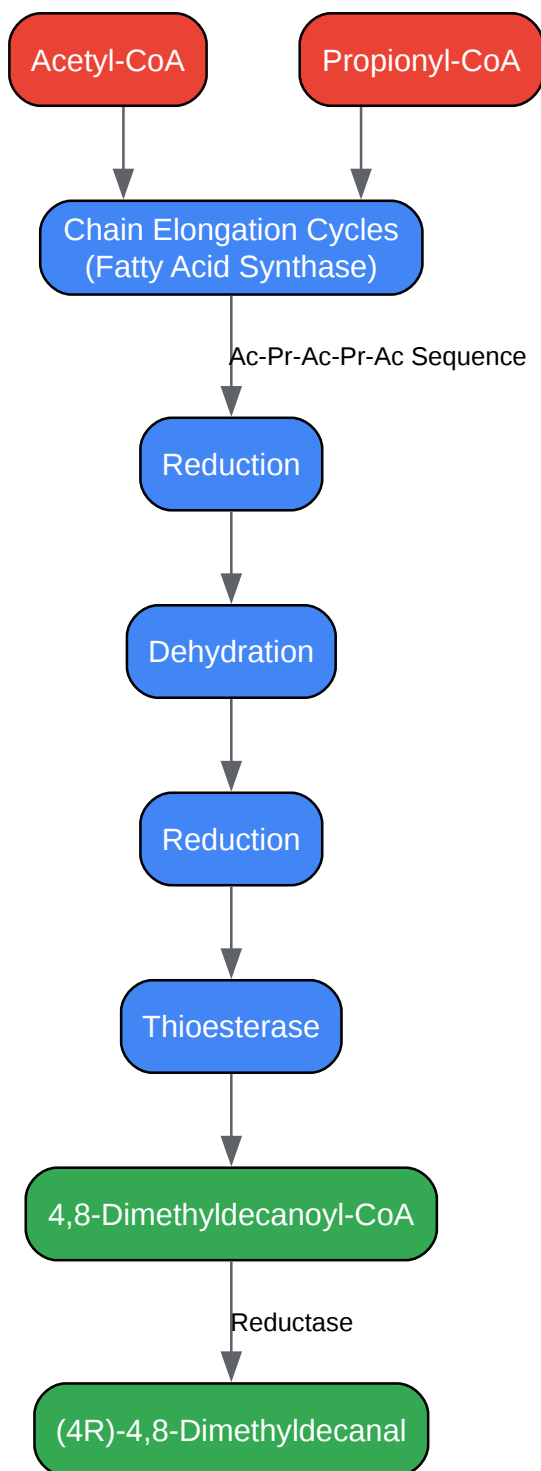 Acetyl-CoA
Propionyl-CoA
Chain Elongation Cycles
(Fatty Acid Synthase)
Ac-Pr-Ac-Pr-Ac Sequence
Reduction
Dehydration
Reduction
Thioesterase
4,8-Dimethyldecanoyl-CoA
Reductase
(4R)-4,8-Dimethyldecanal